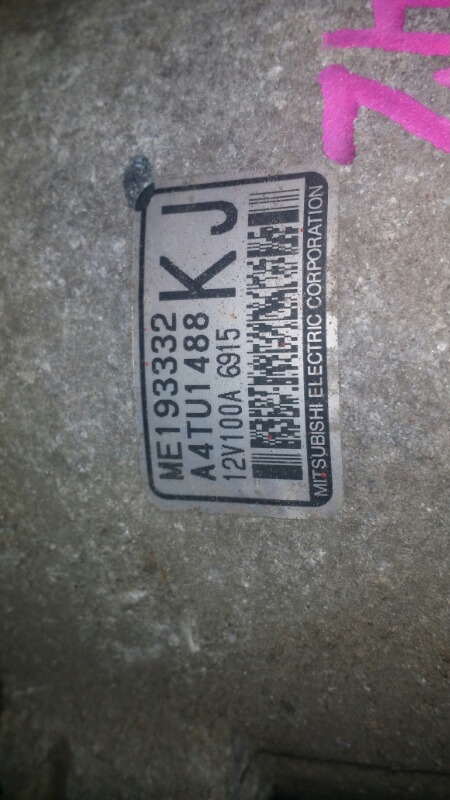 ME193332
A4TU1488
KJ
12V100A 6915
MITSUBISHI ELECTRIC CORPORATION